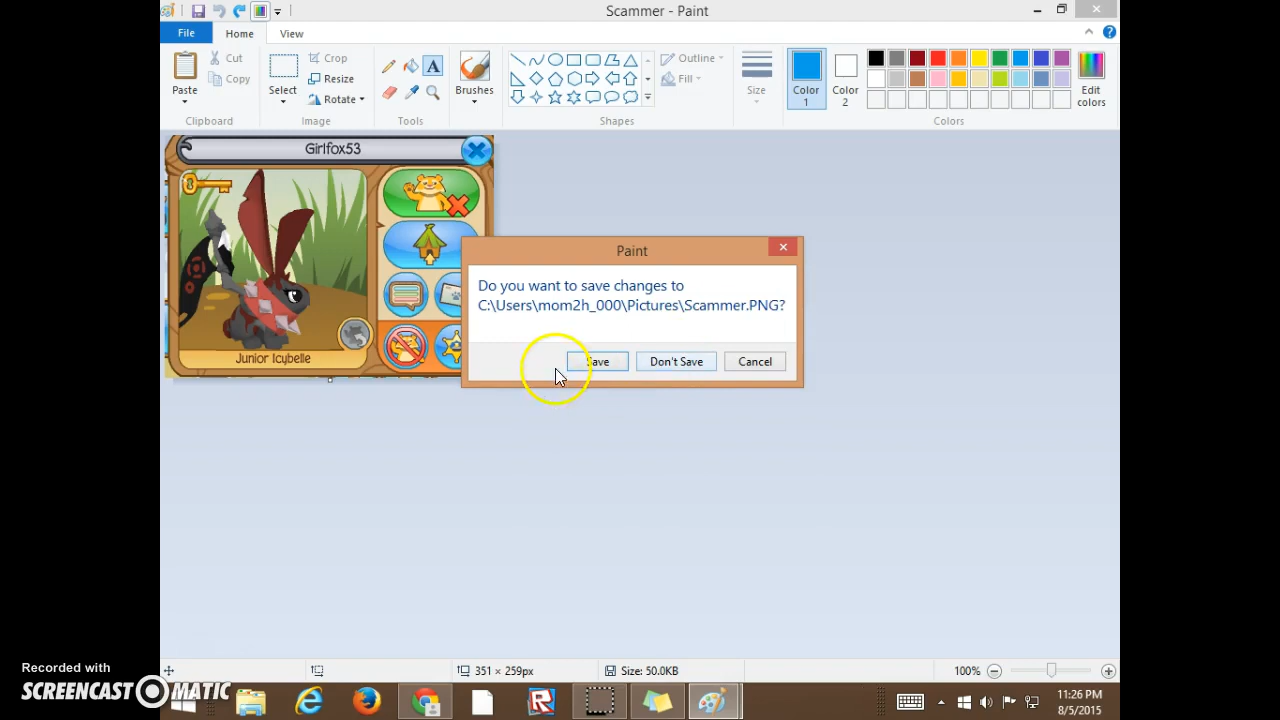 Scammer - Paint
File
Home
View
Paste
Cut
Copy
Clipboard
Select
Crop
Resize
Rotate
Image
A
Tools
Brushes
Shapes
Outline
Fill
Size
Color
1
Color
2
Edit
colors
Colors
Girlfox53
Junior Icybelle
Paint
Do you want to save changes to
C:\Users\mom2h_000\Pictures\Scammer.PNG?
Save
Don't Save
Cancel
351 × 259px
Size: 50.0KB
100%
Recorded with
SCREENCAST MATIC
11:26 PM
8/5/2015